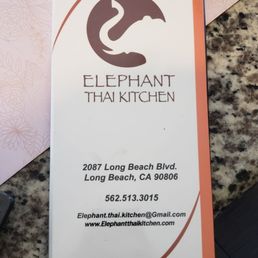 ELEPHANT
THAI KITCHEN
2087 Long Beach Blvd.
Long Beach, CA 90806
562.513.3015
Elephant.thai.kitchen@Gmail.com
www.Elephantthaikitchen.com